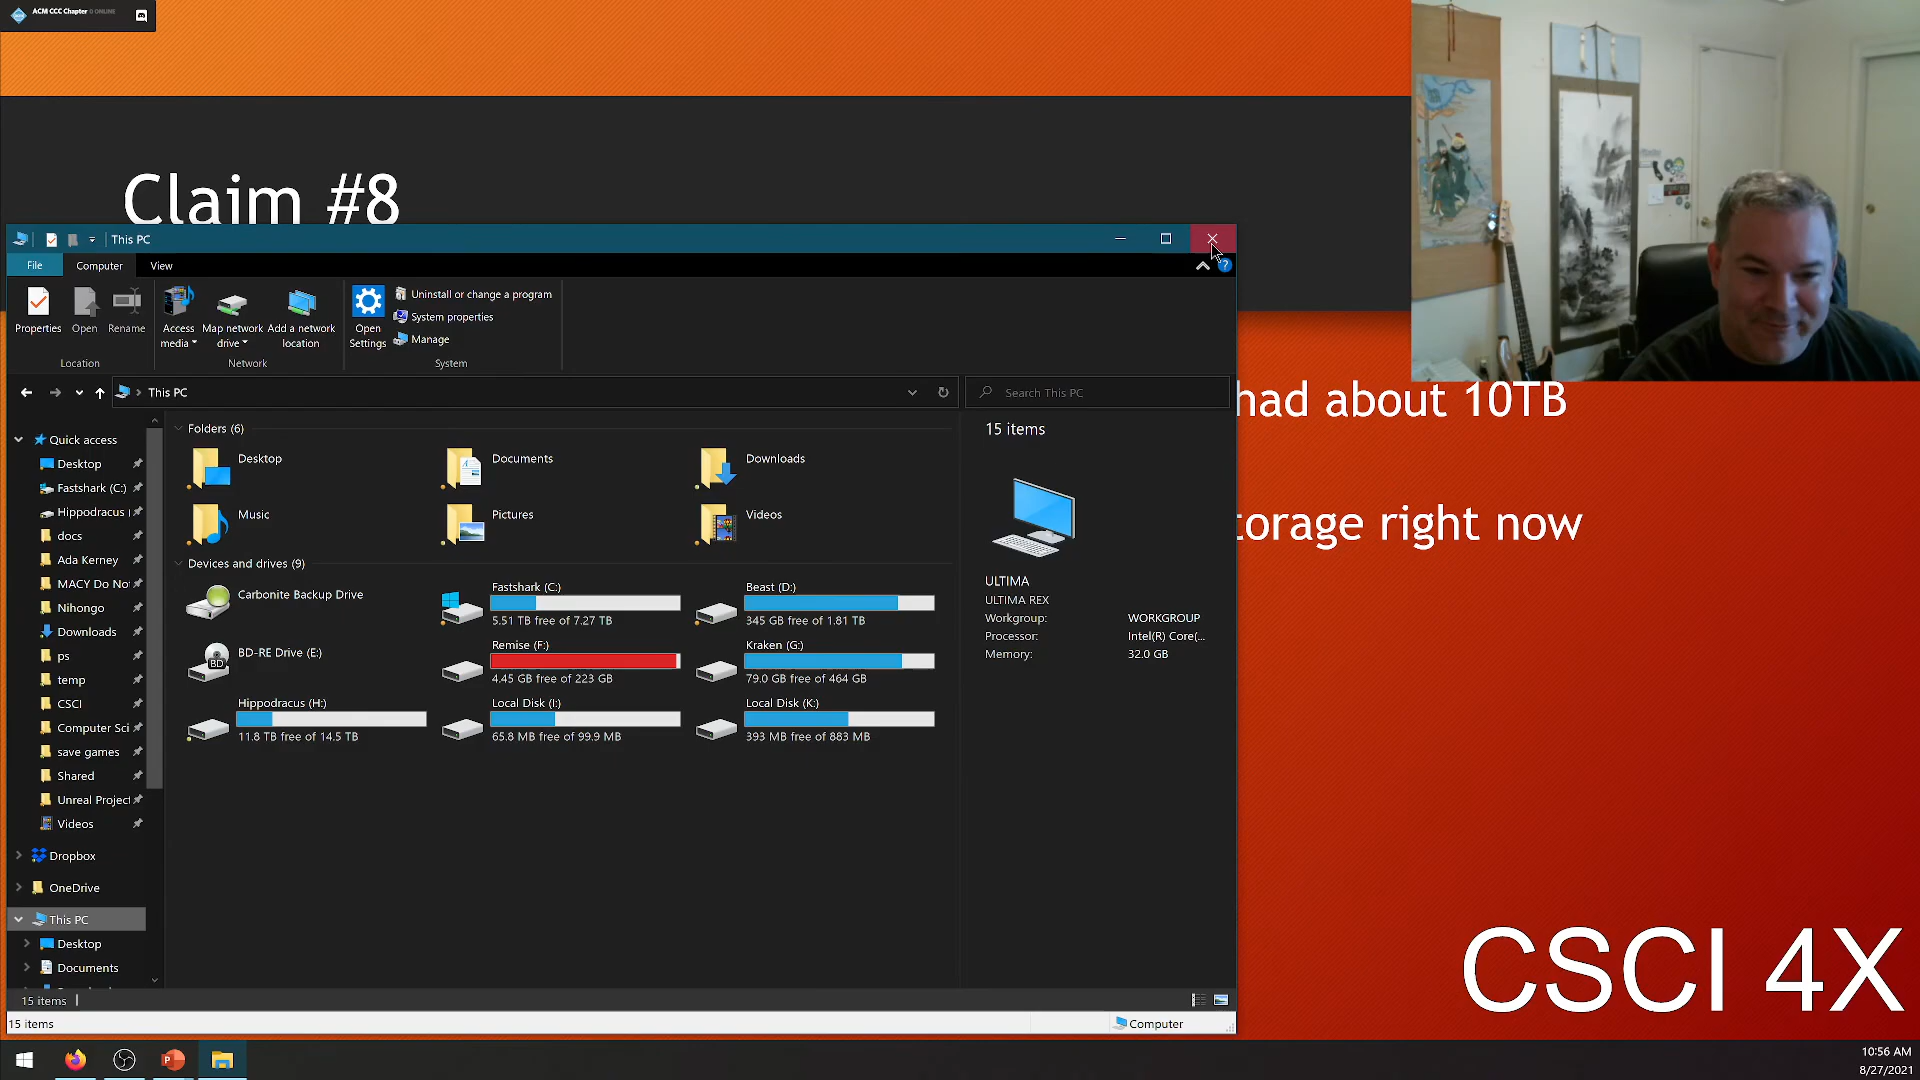 ACM CCC Chapter 0 ONLINE
Claim #8
had about 10TB
torage right now
CSCI 4X
This PC
File
Computer
View
Properties
Open
Rename
Location
Access media
Map network drive
Add a network location
Network
Open Settings
Uninstall or change a program
System properties
Manage
System
This PC
Search This PC
Quick access
Desktop
Fastshark (C:)
Hippodracus
docs
Ada Kerney
MACY Do No
Nihongo
Downloads
ps
temp
CSCI
Computer Sci
save games
Shared
Unreal Project
Videos
Dropbox
OneDrive
This PC
Desktop
Documents
Folders (6)
Desktop
Documents
Downloads
Music
Pictures
Videos
Devices and drives (9)
Carbonite Backup Drive
Fastshark (C:)
5.51 TB free of 7.27 TB
Beast (D:)
345 GB free of 1.81 TB
BD
BD-RE Drive (E:)
Remise (F:)
4.45 GB free of 223 GB
Kraken (G:)
79.0 GB free of 464 GB
Hippodracus (H:)
11.8 TB free of 14.5 TB
Local Disk (I:)
65.8 MB free of 99.9 MB
Local Disk (K:)
393 MB free of 883 MB
15 items
ULTIMA
ULTIMA REX
Workgroup: WORKGROUP
Processor: Intel(R) Core(...
Memory: 32.0 GB
15 items
15 items
Computer
10:56 AM
8/27/2021